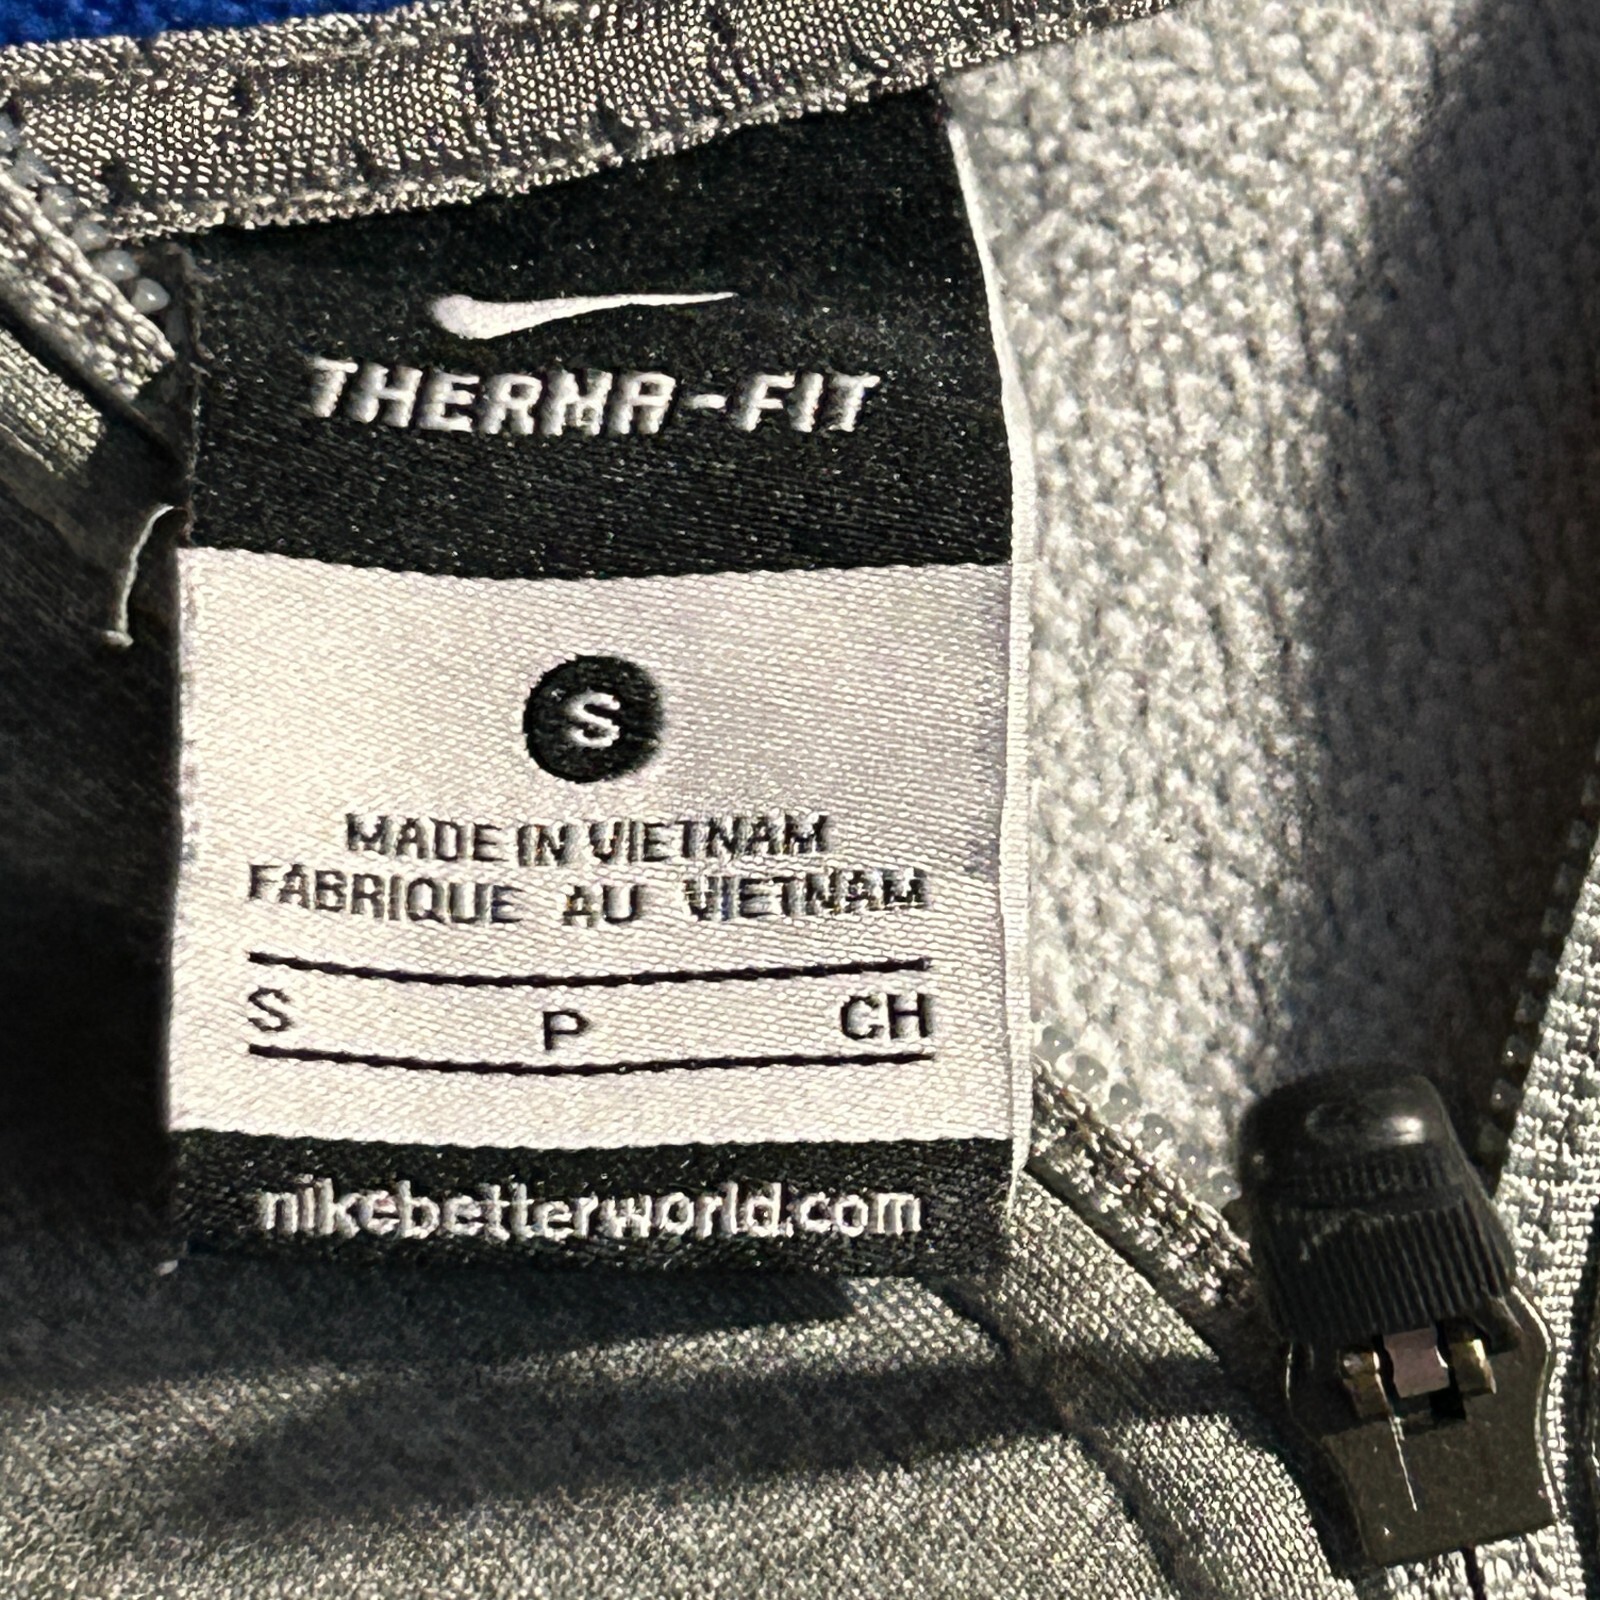 THERMA-FIT
S
MADE IN VIETNAM
FABRIQUE AU VIETNAM
S P CH
nikebetterworld.com